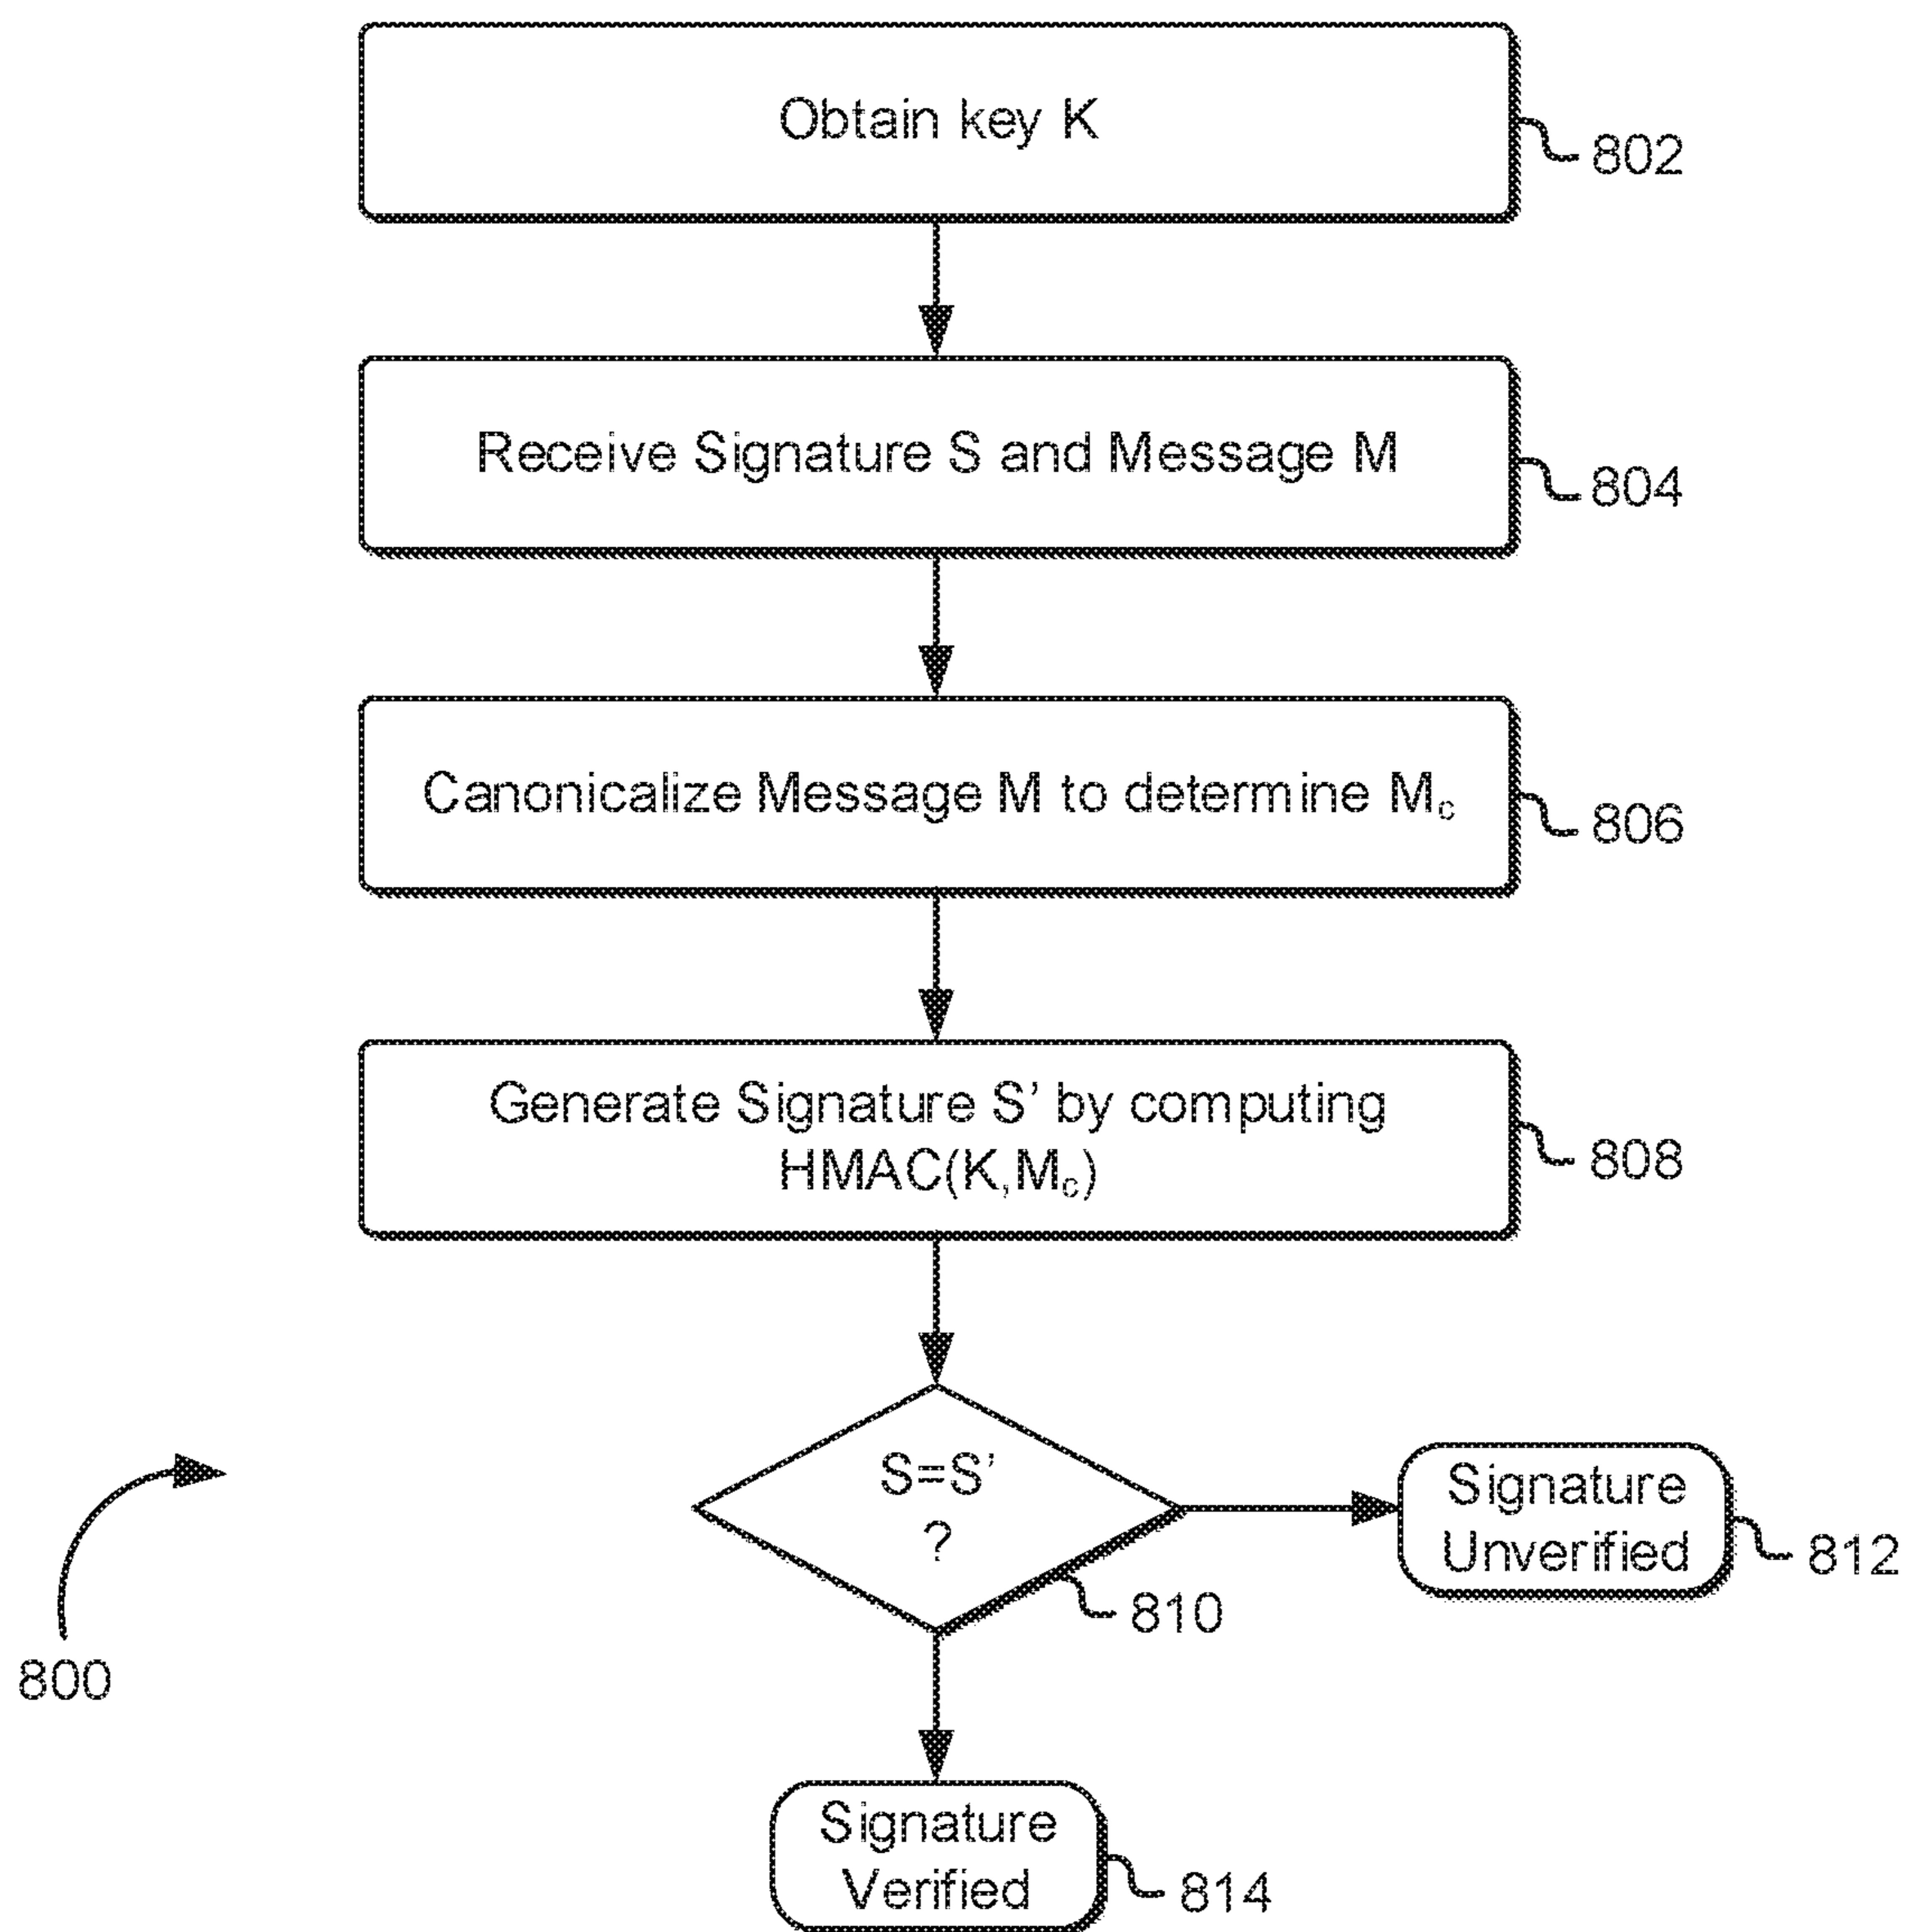 Obtain key K
802
Receive Signature S and Message M
804
Canonicalize Message M to determine Mc
806
Generate Signature S' by computing
HMAC(K,Mc)
808
S=S'
?
810
Signature
Unverified
812
800
Signature
Verified
814